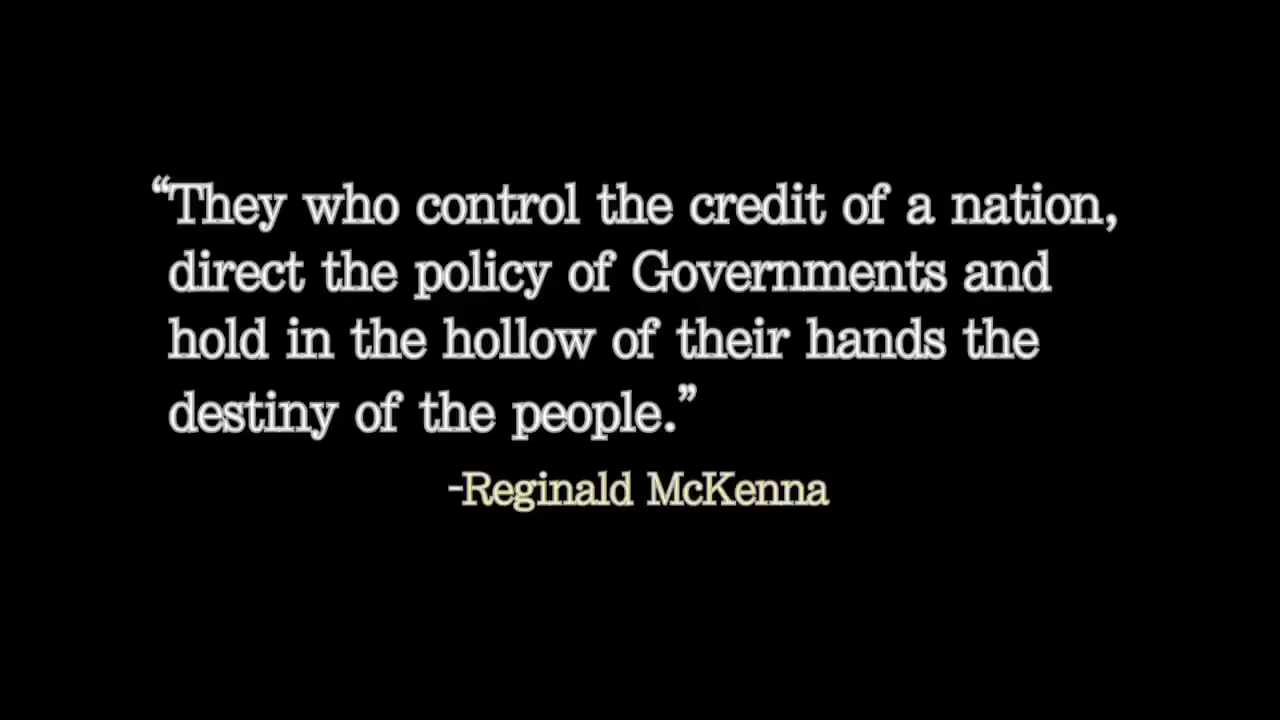 “They who control the credit of a nation,
direct the policy of Governments and
hold in the hollow of their hands the
destiny of the people.”
-Reginald McKenna